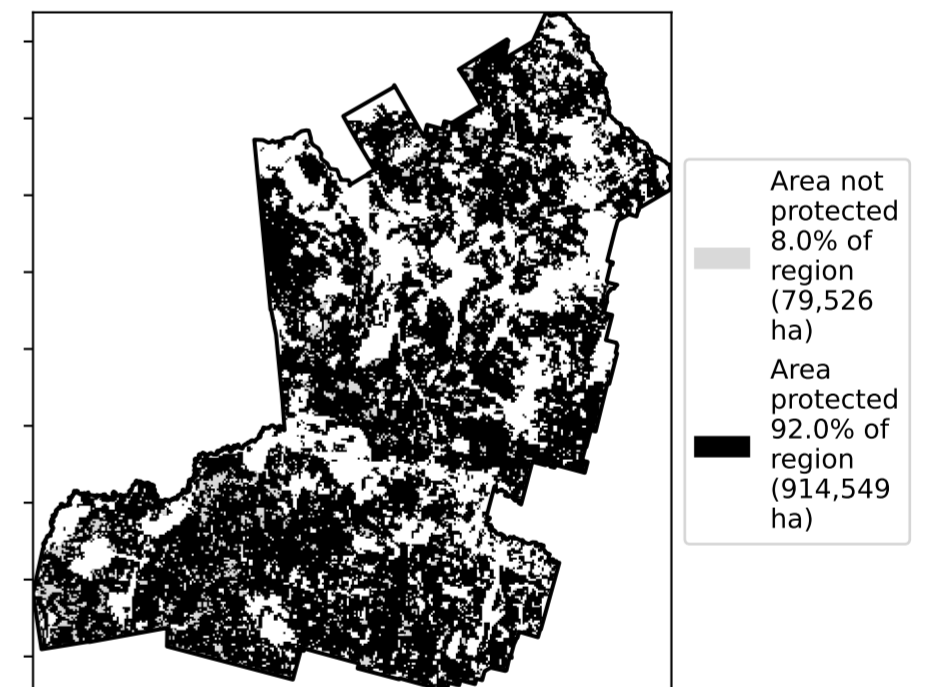 Area not
protected
8.0% of
region
(79,526
ha)
Area
protected
92.0% of
region
(914,549
ha)